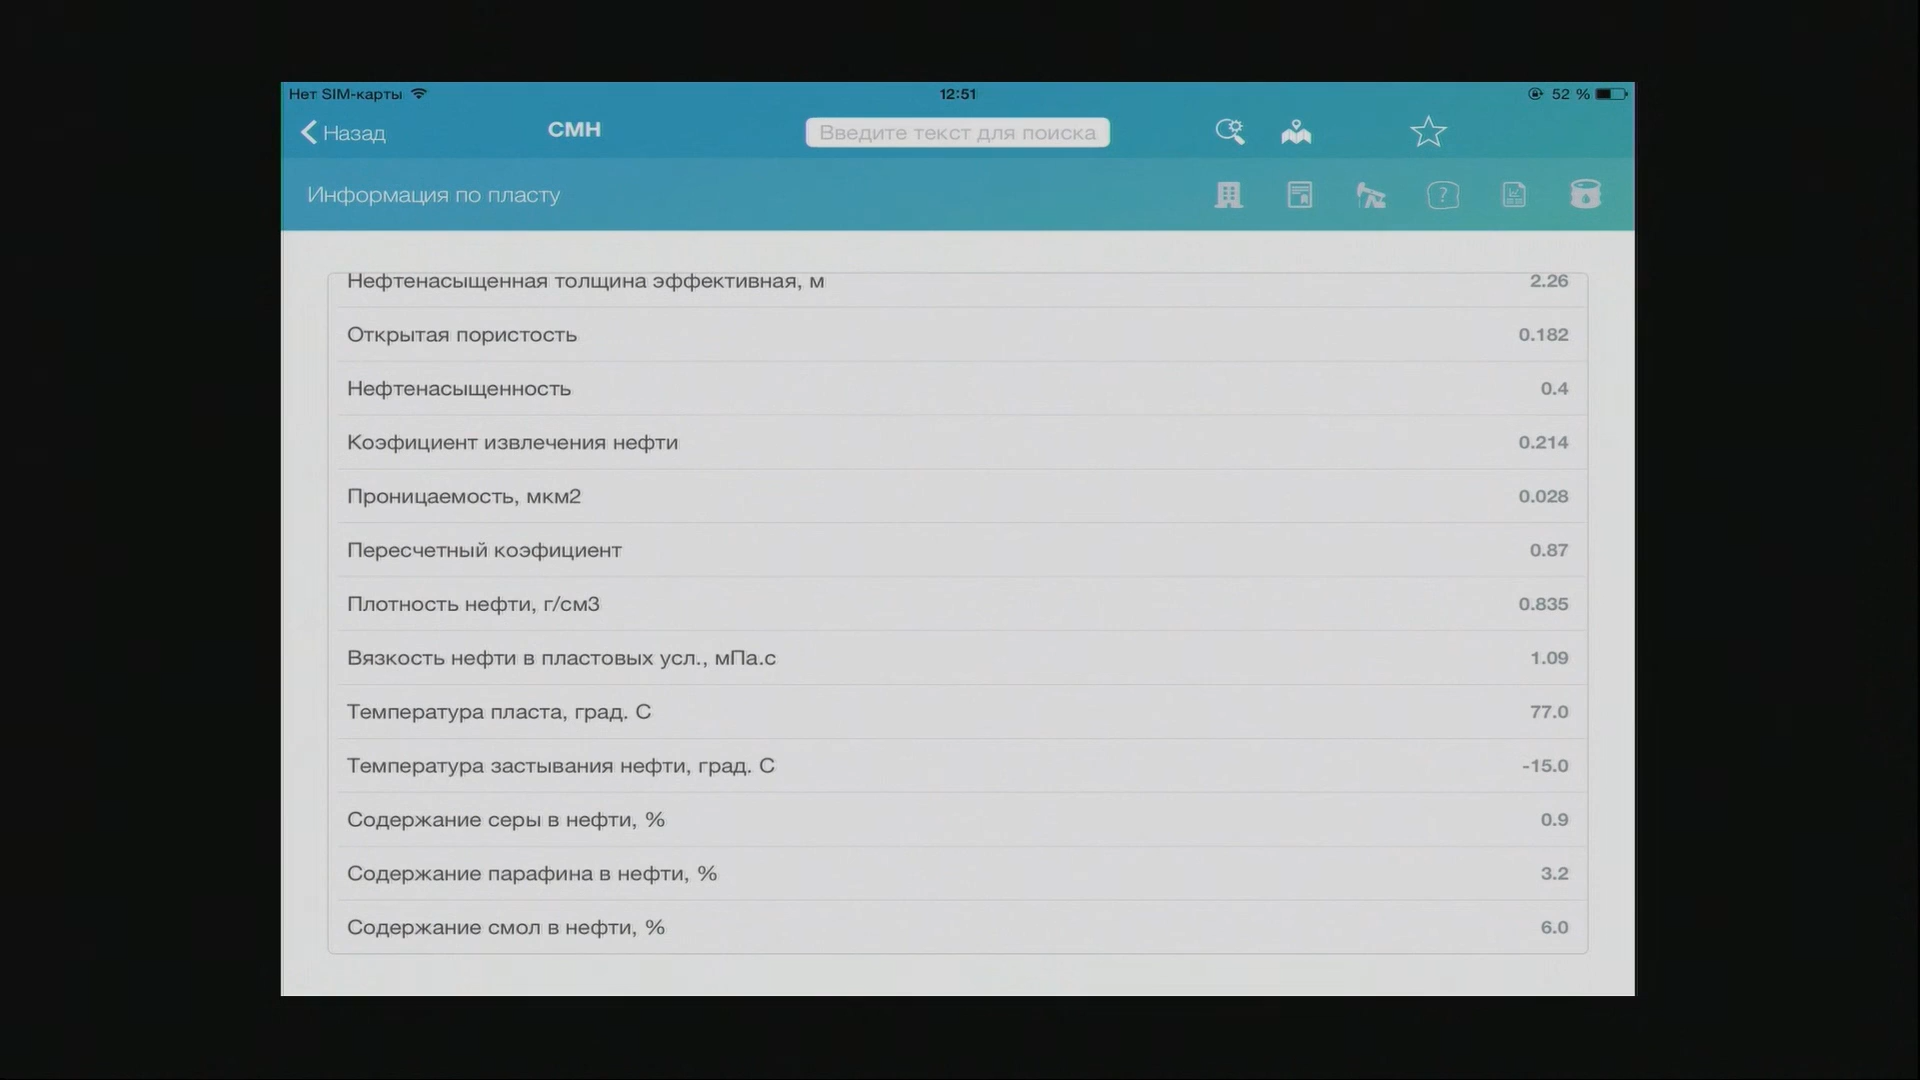 Нет SIM-карты 12:51 52 %
Назад СМН Введите текст для поиска
Информация по пласту
Нефтенасыщенная толщина эффективная, м 2.26
Открытая пористость 0.182
Нефтенасыщенность 0.4
Коэфициент извлечения нефти 0.214
Проницаемость, мкм2 0.028
Пересчетный коэфициент 0.87
Плотность нефти, г/см3 0.835
Вязкость нефти в пластовых усл., мПа.с 1.09
Температура пласта, град. С 77.0
Температура застывания нефти, град. С -15.0
Содержание серы в нефти, % 0.9
Содержание парафина в нефти, % 3.2
Содержание смол в нефти, % 6.0